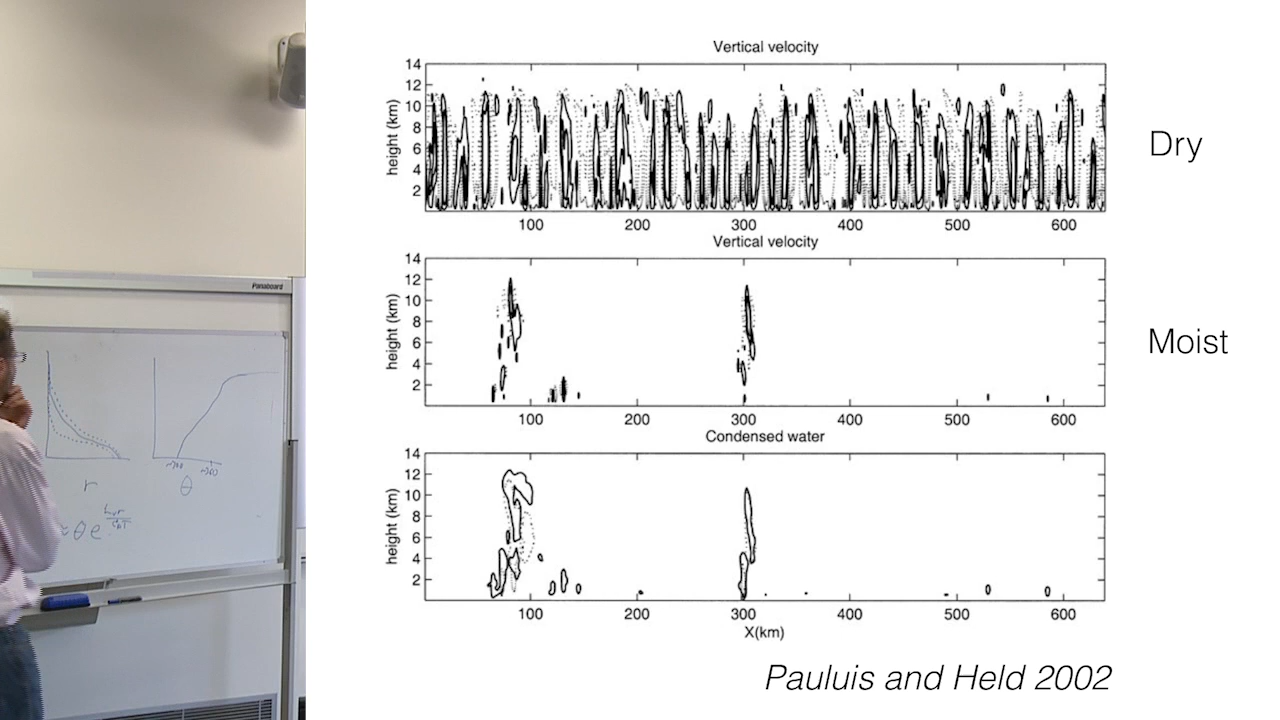 Vertical velocity
14
12
10
8
6
4
2
height (km)
100 200 300 400 500 600
Dry
Vertical velocity
14
12
10
8
6
4
2
height (km)
100 200 300 400 500 600
Moist
Condensed water
14
12
10
8
6
4
2
height (km)
100 200 300 400 500 600
X(km)
Pauluis and Held 2002
Panaboard
r
θ